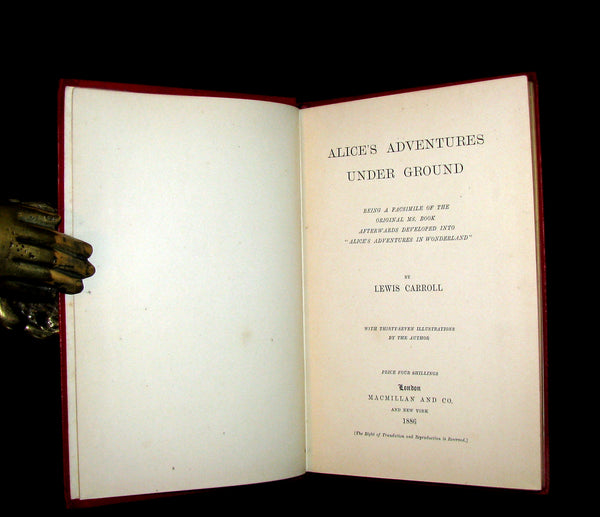 ALICE'S ADVENTURES
UNDER GROUND
BEING A FACSIMILE OF THE
ORIGINAL MS. BOOK
AFTERWARDS DEVELOPED INTO
"ALICE'S ADVENTURES IN WONDERLAND"
BY
LEWIS CARROLL
WITH THIRTY-SEVEN ILLUSTRATIONS
BY THE AUTHOR
PRICE FOUR SHILLINGS
London
MACMILLAN AND CO.
AND NEW YORK
1886
[The Right of Translation and Reproduction is Reserved.]